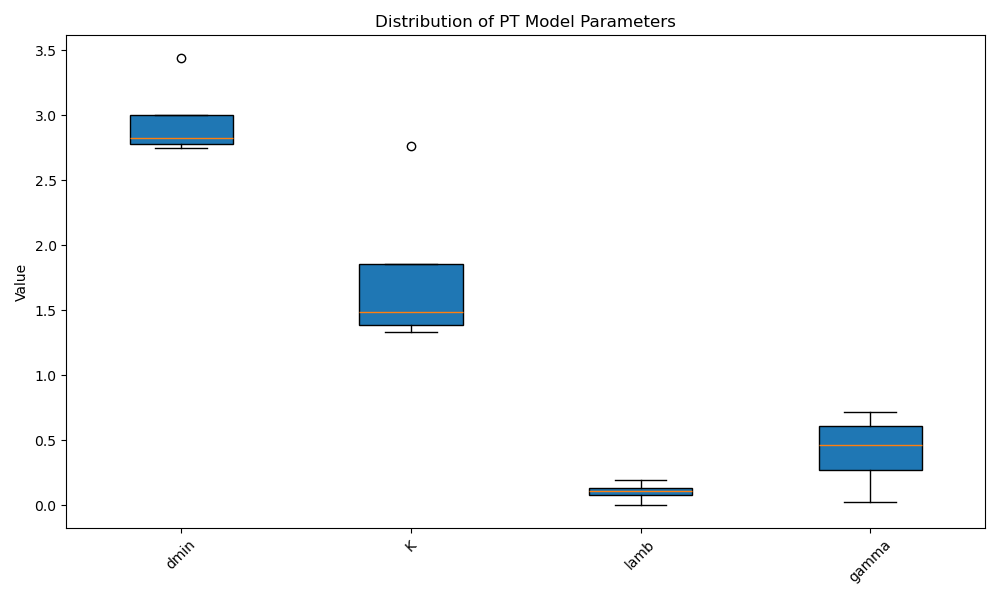 Distribution of PT Model Parameters
Value
3.5
3.0
2.5
2.0
1.5
1.0
0.5
0.0
dmin
K
lamb
gamma